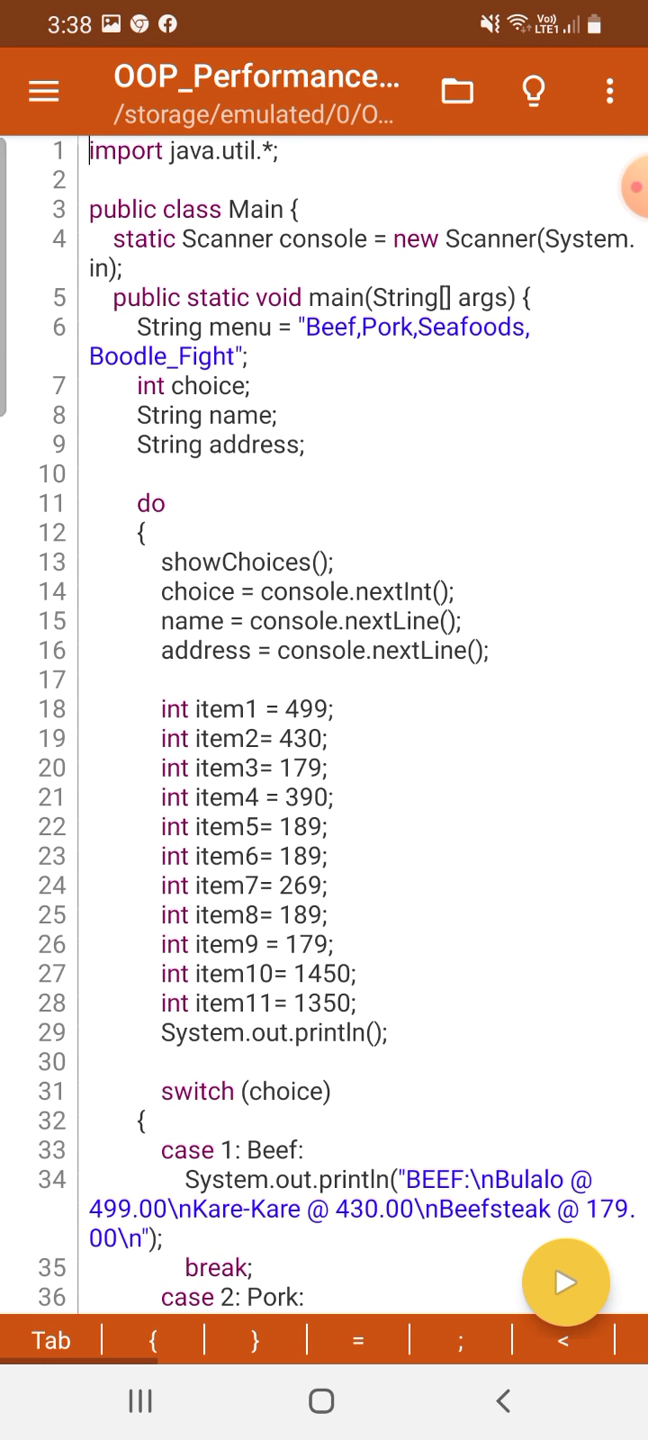 3:38
Vo)) LTE1
OOP_Performance...
/storage/emulated/0/O...
1 import java.util.*;
2
3 public class Main {
4 static Scanner console = new Scanner(System.
in);
5 public static void main(String[] args) {
6 String menu = "Beef,Pork,Seafoods,
Boodle_Fight";
7 int choice;
8 String name;
9 String address;
10
11 do
12 {
13 showChoices();
14 choice = console.nextInt();
15 name = console.nextLine();
16 address = console.nextLine();
17
18 int item1 = 499;
19 int item2= 430;
20 int item3= 179;
21 int item4 = 390;
22 int item5= 189;
23 int item6= 189;
24 int item7= 269;
25 int item8= 189;
26 int item9 = 179;
27 int item10= 1450;
28 int item11= 1350;
29 System.out.println();
30
31 switch (choice)
32 {
33 case 1: Beef:
34 System.out.println("BEEF:\nBulalo @
499.00\nKare-Kare @ 430.00\nBeefsteak @ 179.
00\n");
35 break;
36 case 2: Pork:
Tab { } = ; <